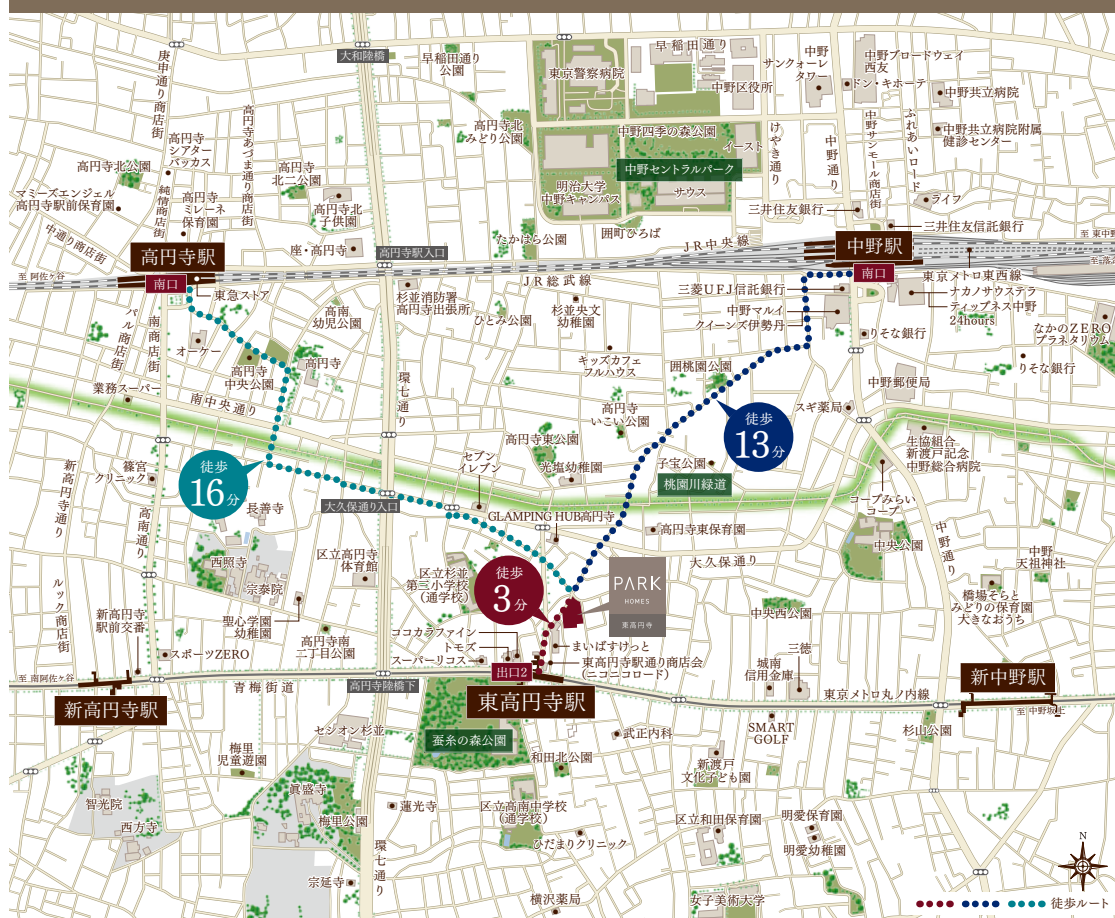 大和陸橋
早稲田通り
公園
早稲田通り
東京警察病院
中野区役所
中野
サンクォーレ
タワー
中野ブロードウェイ
西友
ドン・キホーテ
中野共立病院
中野共立病院附属
健診センター
庚申通り商店街
高円寺
シアター
バッカス
高円寺あづま通り商店街
高円寺北
みどり公園
中野四季の森公園
イースト
けやき通り
中野通り
中野サンモール商店街
ふれあいロード
高円寺北公園
純情商店街
高円寺
北二公園
中野セントラルパーク
明治大学
中野キャンパス
サウス
ライフ
マミーズエンジェル
高円寺駅前保育園
高円寺
ミレーネ
保育園
高円寺北
子供園
三井住友銀行
三井住友信託銀行
中通り商店街
座・高円寺
たかはら公園
囲町ひろば
JR中央線
高円寺駅
高円寺駅入口
中野駅
至 東中野
至 阿佐ケ谷
南口
東急ストア
JR総武線
南口
東京メトロ東西線
杉並消防署
高円寺出張所
ひとみ公園
杉並央文
幼稚園
三菱UFJ信託銀行
中野マルイ
クイーンズ伊勢丹
ナカノサウステラ
ティップネス中野
24hours
高南
幼児公園
パル商店街
南商店街
オーケー
高円寺
中央公園
高円寺
環七通り
キッズカフェ
フルハウス
囲桃園公園
りそな銀行
なかのZERO
プラネタリウム
りそな銀行
業務スーパー
南中央通り
高円寺
いこい公園
中野郵便局
スギ薬局
徒歩
13分
高円寺東公園
光塩幼稚園
子宝公園
桃園川緑道
生協組合
新渡戸記念
中野総合病院
セブン
イレブン
徒歩
16分
篠宮
クリニック
新高円寺通り
高南通り
長善寺
大久保通り入口
GLAMPING HUB高円寺
高円寺東保育園
コープみらい
コープ
中央公園
中野通り
西照寺
宗泰院
区立高円寺
体育館
区立杉並
第三小学校
(通学校)
徒歩
3分
PARK
HOMES
東高円寺
大久保通り
中野
天祖神社
橋場そらと
みどりの保育園
大きなおうち
ルック商店街
新高円寺
駅前交番
聖心学園
幼稚園
高円寺南
二丁目公園
中央西公園
ココカラファイン
トモズ
スーパーリコス
まいばすけっと
東高円寺駅通り商店会
(ニコニコロード)
スポーツZERO
出口2
三徳
城南
信用金庫
新中野駅
至 南阿佐ケ谷
青梅街道
高円寺陸橋下
東高円寺駅
東京メトロ丸ノ内線
至 中野坂上
新高円寺駅
セシオン杉並
蚕糸の森公園
武正内科
SMART
GOLF
杉山公園
梅里
児童遊園
和田北公園
新渡戸
文化子ども園
智光院
西方寺
眞盛寺
梅里公園
蓮光寺
区立高南中学校
(通学校)
ひだまりクリニック
区立和田保育園
明愛保育園
明愛幼稚園
環七通り
宗延寺
横沢薬局
女子美術大学
N
徒歩ルート